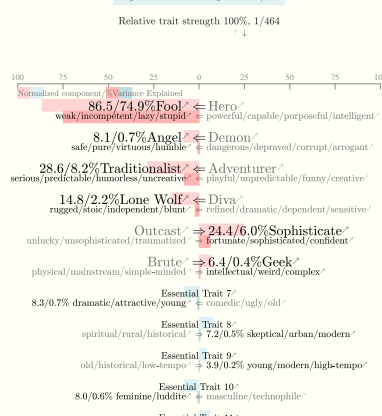 Relative trait strength 100%, 1/464
↑ ↓
100 75 50 25 0 25 50 75 100
Normalized component/%Variance Explained
86.5/74.9%Fool ⇐ Hero
weak/incompetent/lazy/stupid ⇐ powerful/capable/purposeful/intelligent
8.1/0.7%Angel ⇐ Demon
safe/pure/virtuous/humble ⇐ dangerous/depraved/corrupt/arrogant
28.6/8.2%Traditionalist ⇐ Adventurer
serious/predictable/humorless/uncreative ⇐ playful/unpredictable/funny/creative
14.8/2.2%Lone Wolf ⇐ Diva
rugged/stoic/independent/blunt ⇐ refined/dramatic/dependent/sensitive
Outcast ⇒ 24.4/6.0%Sophisticate
unlucky/unsophisticated/traumatized ⇒ fortunate/sophisticated/confident
Brute ⇒ 6.4/0.4%Geek
physical/mainstream/simple-minded ⇒ intellectual/weird/complex
Essential Trait 7
8.3/0.7% dramatic/attractive/young ⇐ comedic/ugly/old
Essential Trait 8
spiritual/rural/historical ⇒ 7.2/0.5% skeptical/urban/modern
Essential Trait 9
old/historical/low-tempo ⇒ 3.9/0.2% young/modern/high-tempo
Essential Trait 10
8.0/0.6% feminine/luddite ⇐ masculine/technophile
Essential Trait 11